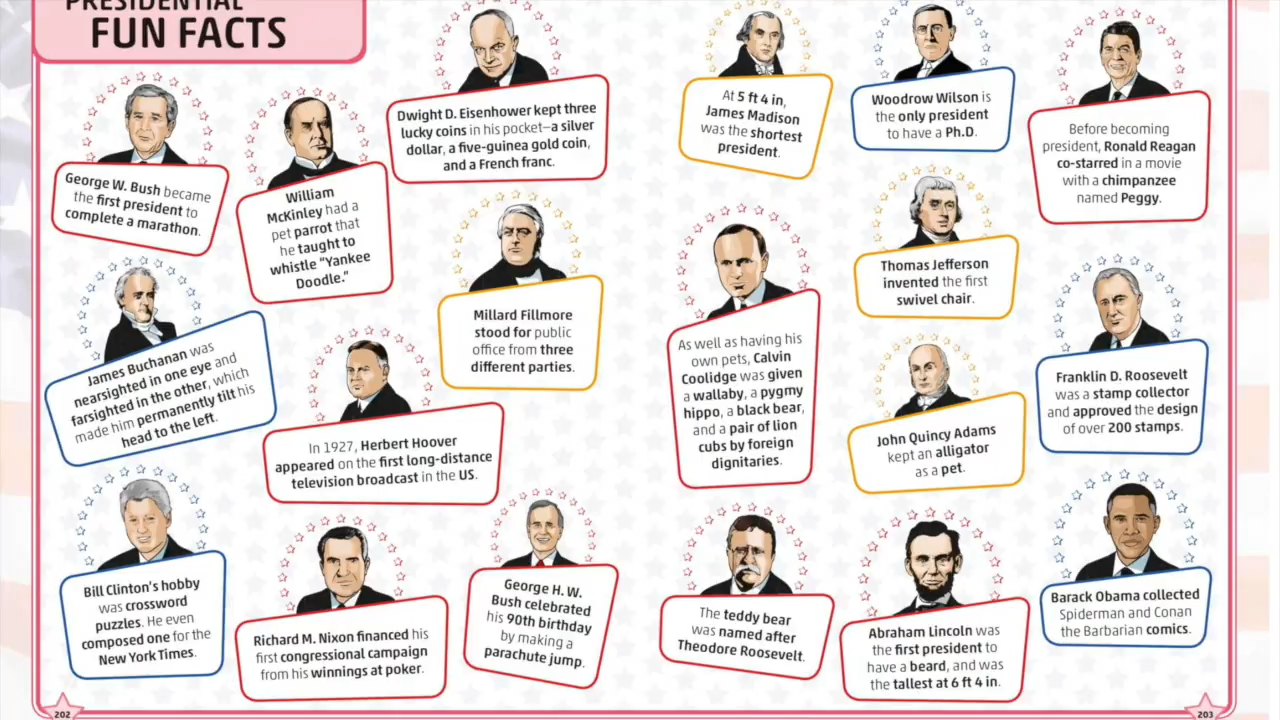 PRESIDENTIAL
FUN FACTS
George W. Bush became
the first president to
complete a marathon.
William
McKinley had a
pet parrot that
he taught to
whistle "Yankee
Doodle."
Dwight D. Eisenhower kept three
lucky coins in his pocket—a silver
dollar, a five-guinea gold coin,
and a French franc.
James Buchanan was
nearsighted in one eye and
farsighted in the other, which
made him permanently tilt his
head to the left.
Millard Fillmore
stood for public
office from three
different parties.
In 1927, Herbert Hoover
appeared on the first long-distance
television broadcast in the US.
Bill Clinton's hobby
was crossword
puzzles. He even
composed one for the
New York Times.
Richard M. Nixon financed his
first congressional campaign
from his winnings at poker.
George H. W.
Bush celebrated
his 90th birthday
by making a
parachute jump.
202
At 5 ft 4 in,
James Madison
was the shortest
president.
Woodrow Wilson is
the only president
to have a Ph.D.
Before becoming
president, Ronald Reagan
co-starred in a movie
with a chimpanzee
named Peggy.
As well as having his
own pets, Calvin
Coolidge was given
a wallaby, a pygmy
hippo, a black bear,
and a pair of lion
cubs by foreign
dignitaries.
Thomas Jefferson
invented the first
swivel chair.
Franklin D. Roosevelt
was a stamp collector
and approved the design
of over 200 stamps.
John Quincy Adams
kept an alligator
as a pet.
The teddy bear
was named after
Theodore Roosevelt.
Abraham Lincoln was
the first president to
have a beard, and was
the tallest at 6 ft 4 in.
Barack Obama collected
Spiderman and Conan
the Barbarian comics.
203